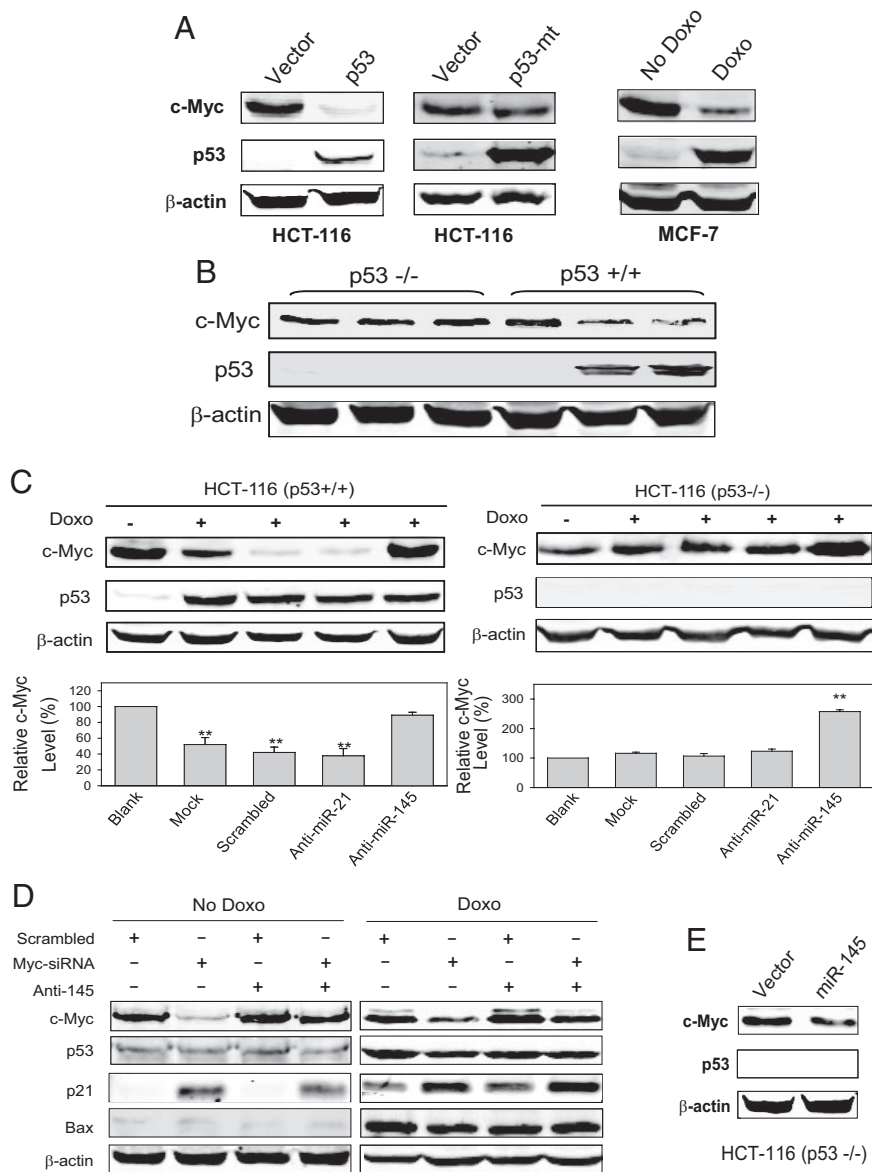 A
Vector p53 Vector p53-mt No Doxo Doxo
c-Myc
p53
β-actin
HCT-116 HCT-116 MCF-7
B
p53 -/- p53 +/+
c-Myc
p53
β-actin
C
HCT-116 (p53+/+)
Doxo - + + + +
c-Myc
p53
β-actin
Relative c-Myc
Level (%)
120
100
80
60
40
20
0
** ** **
Blank Mock Scrambled Anti-miR-21 Anti-miR-145
HCT-116 (p53-/-)
Doxo - + + + +
c-Myc
p53
β-actin
Relative c-Myc
Level (%)
300
200
100
0
**
Blank Mock Scrambled Anti-miR-21 Anti-miR-145
D
No Doxo Doxo
Scrambled + - + - + - + -
Myc-siRNA - + - + - + - +
Anti-145 - - + + - - + +
c-Myc
p53
p21
Bax
β-actin
E
Vector miR-145
c-Myc
p53
β-actin
HCT-116 (p53 -/-)